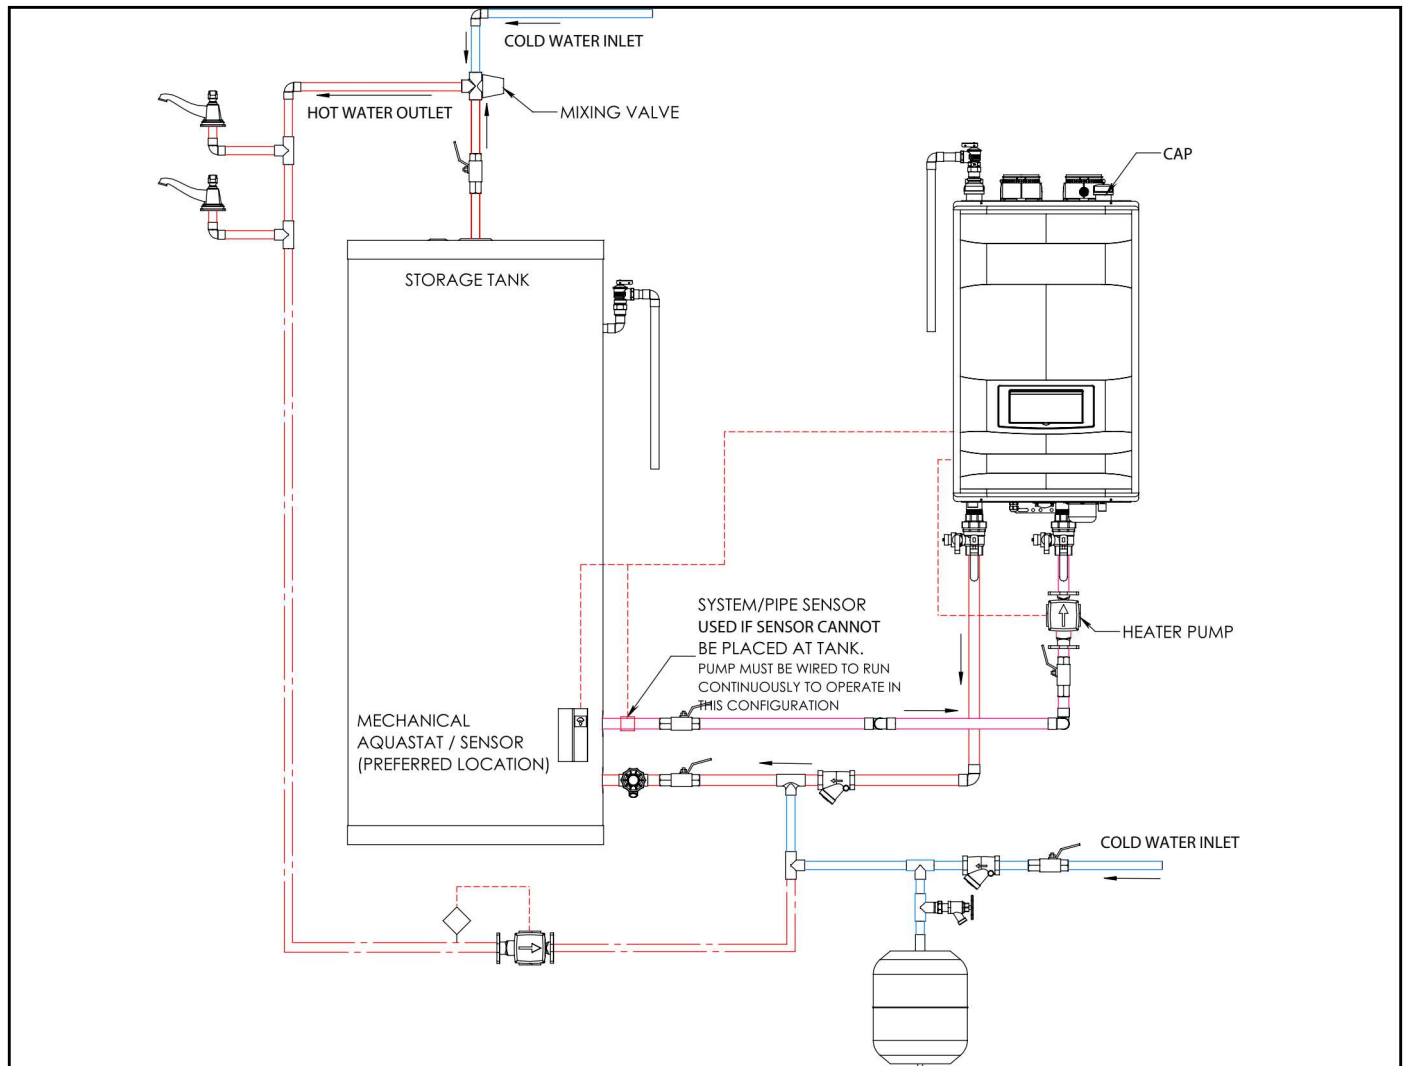 COLD WATER INLET
HOT WATER OUTLET
MIXING VALVE
CAP
STORAGE TANK
SYSTEM/PIPE SENSOR
USED IF SENSOR CANNOT
BE PLACED AT TANK.
PUMP MUST BE WIRED TO RUN
CONTINUOUSLY TO OPERATE IN
THIS CONFIGURATION
HEATER PUMP
MECHANICAL
AQUASTAT / SENSOR
(PREFERRED LOCATION)
COLD WATER INLET